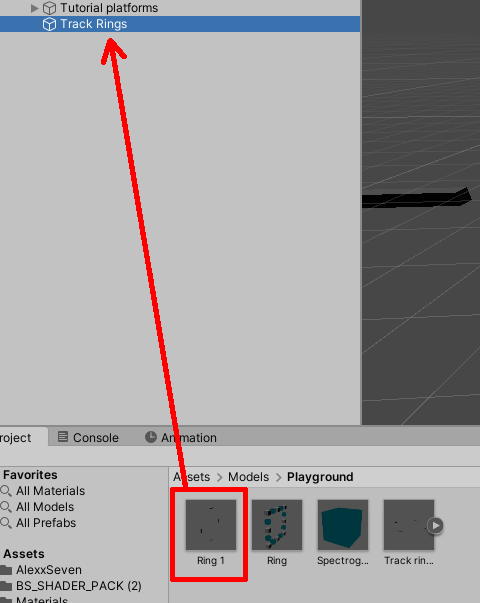 Tutorial platforms
Track Rings
roject
Console
Animation
Favorites
All Materials
All Models
All Prefabs
Assets
AlexxSeven
BS_SHADER_PACK (2)
Materials
Assets > Models > Playground
Ring 1
Ring
Spectrog...
Track rin...